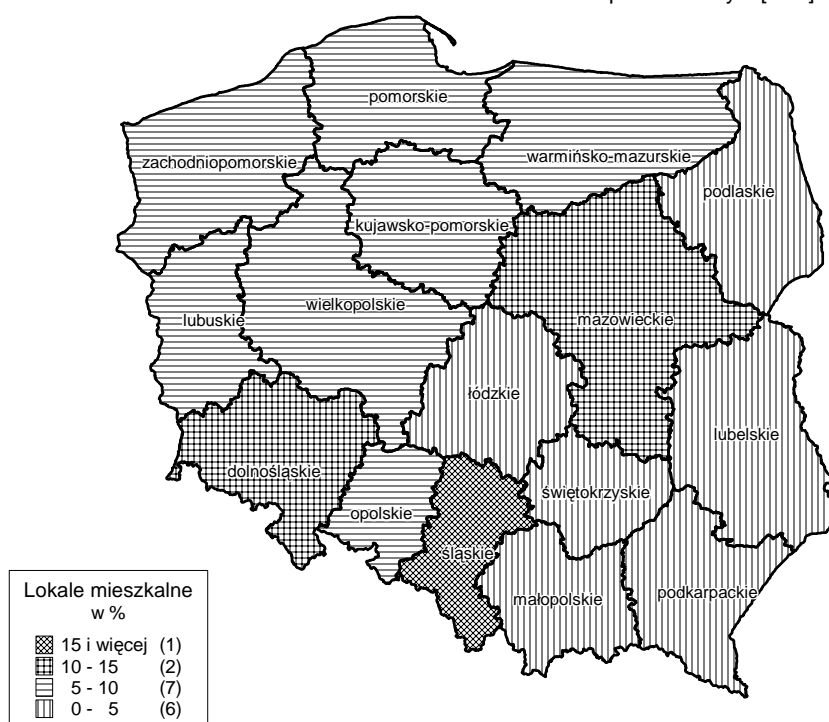 pomorskie
zachodniopomorskie
warmińsko-mazurskie
podlaskie
kujawsko-pomorskie
wielkopolskie
lubuskie
mazowieckie
łódzkie
lubelskie
dolnośląskie
świętokrzyskie
opolskie
śląskie
małopolskie
podkarpackie
Lokale mieszkalne
w %
15 i więcej (1)
10 - 15 (2)
5 - 10 (7)
0 - 5 (6)